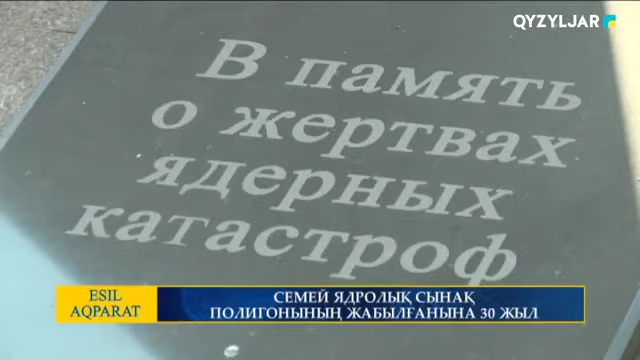 QYZYLJAR
В память
о жертвах
ядерных
катастроф
ESIL
AQPARAT
СЕМЕЙ ЯДРОЛЫҚ СЫНАҚ
ПОЛИГОНЫНЫҢ ЖАБЫЛҒАНЫНА 30 ЖЫЛ